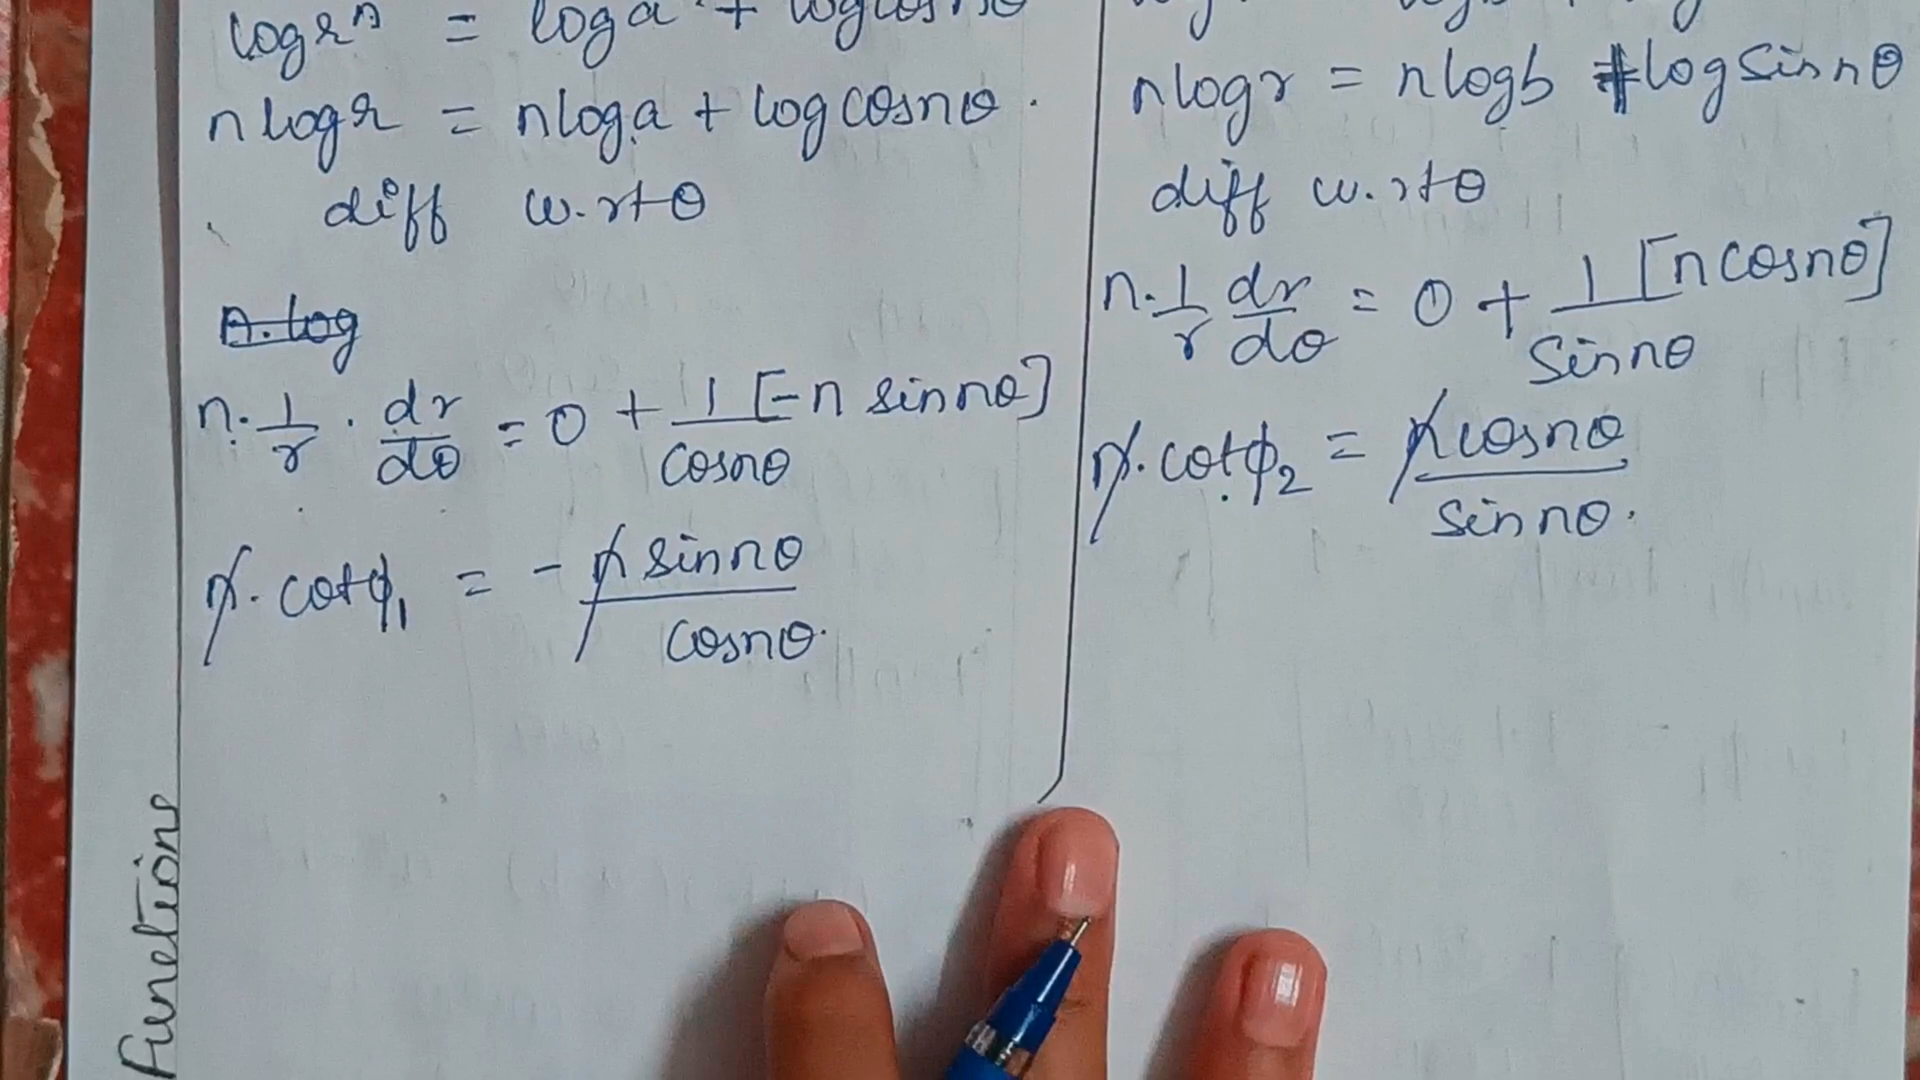 log rⁿ = log aⁿ + log cos nθ
n log r = n log a + log cos nθ.
diff w.r t θ
n. log
n. 1/r . dr/dθ = 0 + 1/cos nθ [-n sin nθ]
n. cot φ₁ = - n sin nθ / cos nθ.
n log r = n log b + log Sin nθ
diff w.r t θ
n. 1/r dr/dθ = 0 + 1/Sin nθ [n cos nθ]
n. cot φ₂ = n cos nθ / sin nθ.
Functions